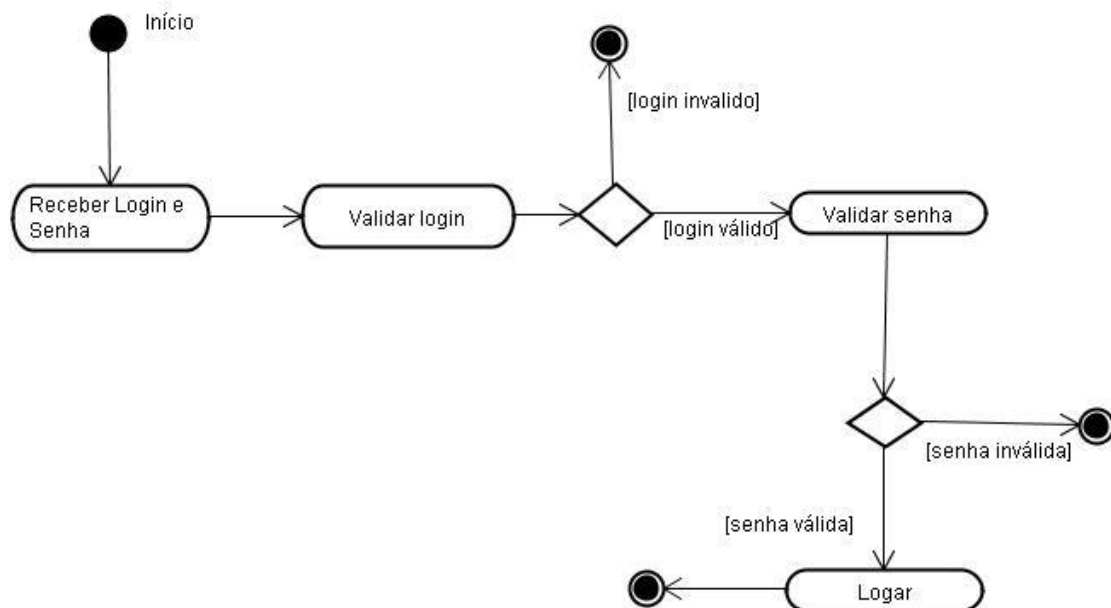 Início
[login invalido]
Receber Login e
Senha
Validar login
[login válido]
Validar senha
[senha inválida]
[senha válida]
Logar